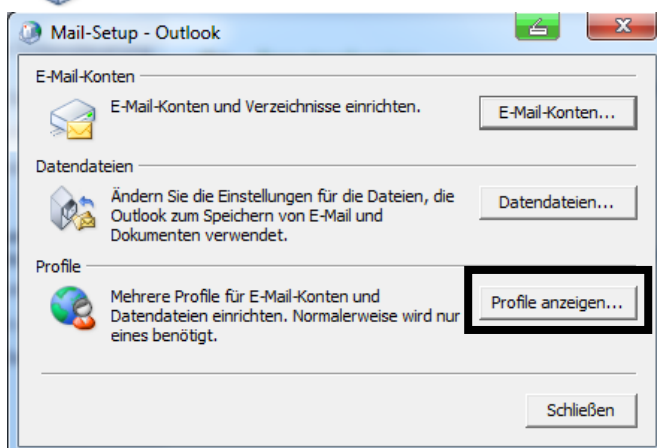 Mail-Setup - Outlook
E-Mail-Konten
E-Mail-Konten und Verzeichnisse einrichten.
E-Mail-Konten...
Datendateien
Ändern Sie die Einstellungen für die Dateien, die
Outlook zum Speichern von E-Mail und
Dokumenten verwendet.
Datendateien...
Profile
Mehrere Profile für E-Mail-Konten und
Datendateien einrichten. Normalerweise wird nur
eines benötigt.
Profile anzeigen...
Schließen